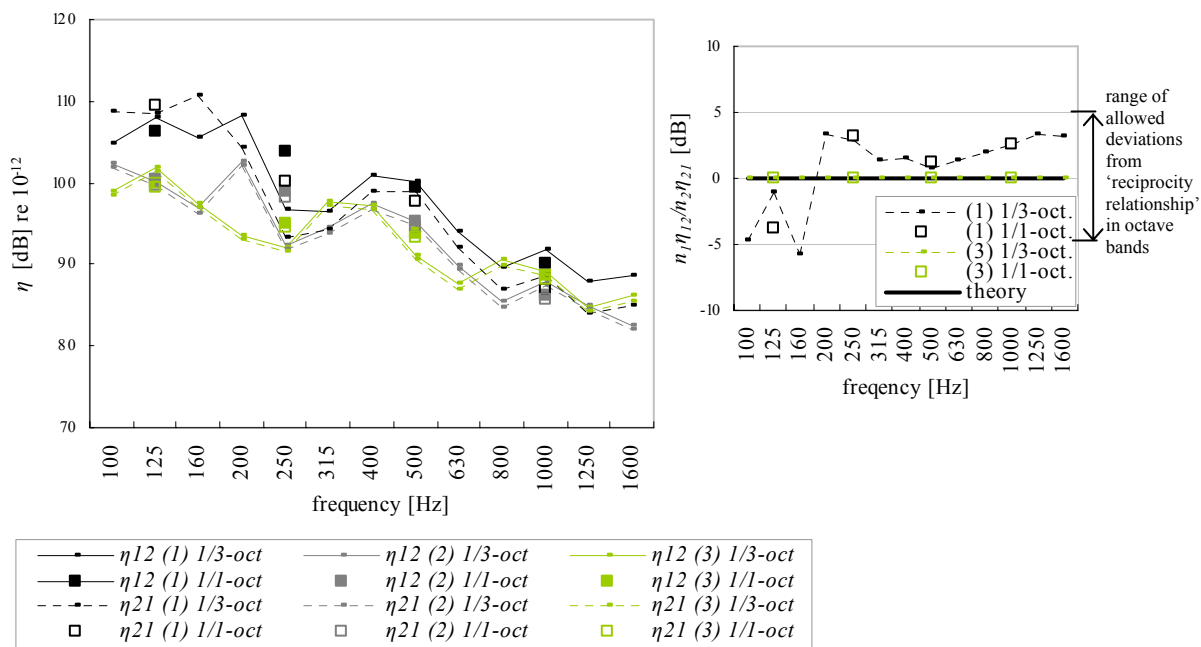 120
110
100
90
80
70
η [dB] re 10-12
100 125 160 200 250 315 400 500 630 800 1000 1250 1600
frequency [Hz]
10
5
0
-5
-10
n1η12/n2η21 [dB]
(1) 1/3-oct.
(1) 1/1-oct.
(3) 1/3-oct.
(3) 1/1-oct.
theory
100 125 160 200 250 315 400 500 630 800 1000 1250 1600
freqency [Hz]
range of
allowed
deviations
from
‘reciprocity
relationship’
in octave
bands
η12 (1) 1/3-oct η12 (2) 1/3-oct η12 (3) 1/3-oct
η12 (1) 1/1-oct η12 (2) 1/1-oct η12 (3) 1/1-oct
η21 (1) 1/3-oct η21 (2) 1/3-oct η21 (3) 1/3-oct
η21 (1) 1/1-oct η21 (2) 1/1-oct η21 (3) 1/1-oct